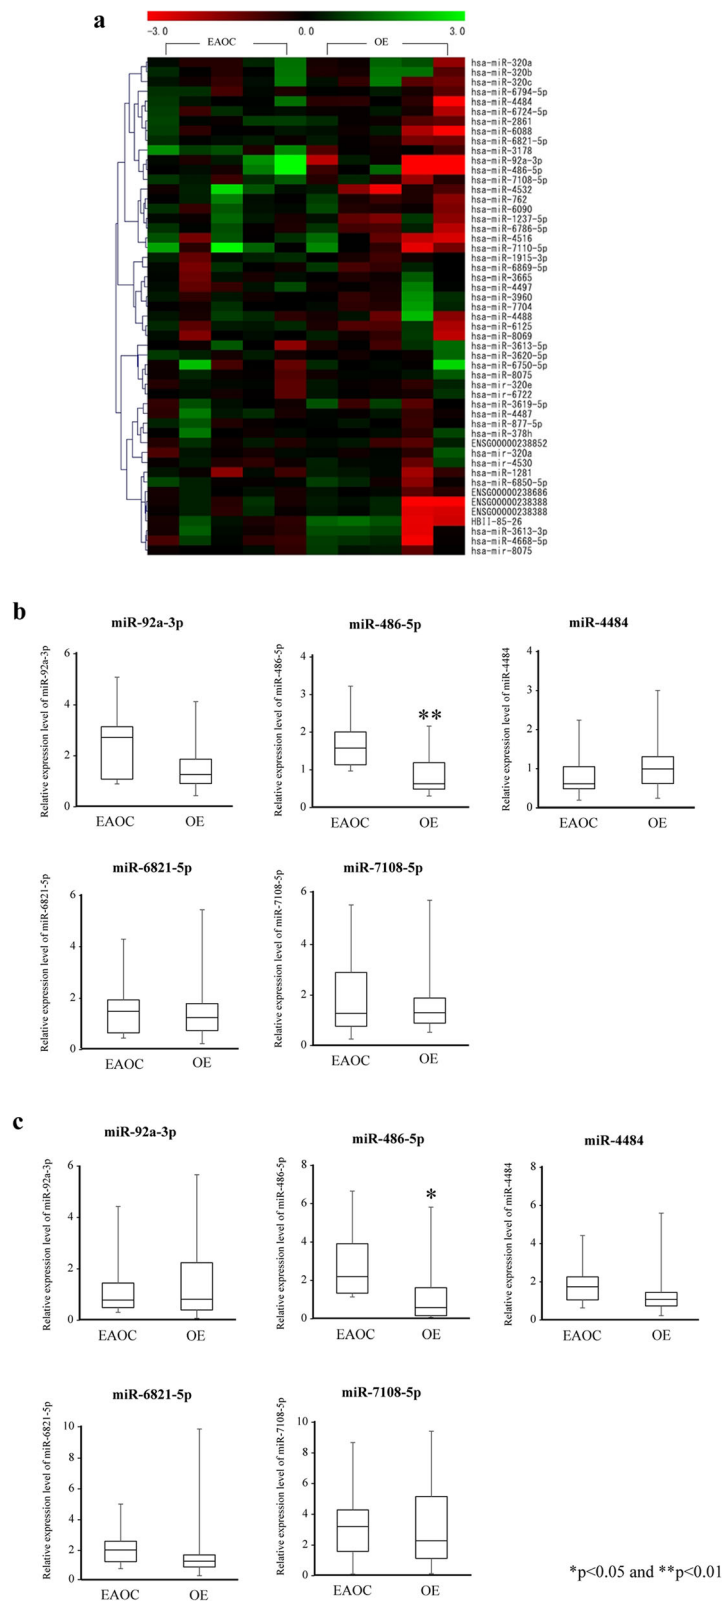 a
-3.0 0.0 3.0
EAOC OE
hsa-miR-320a
hsa-miR-320b
hsa-miR-320c
hsa-miR-6794-5p
hsa-miR-4484
hsa-miR-6724-5p
hsa-miR-2861
hsa-miR-6088
hsa-miR-6821-5p
hsa-miR-3178
hsa-miR-92a-3p
hsa-miR-486-5p
hsa-miR-7108-5p
hsa-miR-4532
hsa-miR-762
hsa-miR-6090
hsa-miR-1237-5p
hsa-miR-6786-5p
hsa-miR-4516
hsa-miR-7110-5p
hsa-miR-1915-3p
hsa-miR-6869-5p
hsa-miR-3665
hsa-miR-4497
hsa-miR-3960
hsa-miR-7704
hsa-miR-4488
hsa-miR-6125
hsa-miR-8069
hsa-miR-3613-5p
hsa-miR-3620-5p
hsa-miR-6750-5p
hsa-miR-8075
hsa-mir-320e
hsa-mir-6722
hsa-miR-3619-5p
hsa-miR-4487
hsa-miR-877-5p
hsa-miR-378h
ENSG00000238852
hsa-mir-320a
hsa-mir-4530
hsa-miR-1281
hsa-miR-6850-5p
ENSG00000238686
ENSG00000238388
ENSG00000238388
HBII-85-26
hsa-miR-3613-3p
hsa-miR-4668-5p
hsa-mir-8075
b
miR-92a-3p
Relative expression level of miR-92a-3p
6
4
2
0
EAOC OE
miR-486-5p
Relative expression level of miR-486-5p
4
3
2
1
0
**
EAOC OE
miR-4484
Relative expression level of miR-4484
4
3
2
1
0
EAOC OE
miR-6821-5p
Relative expression level of miR-6821-5p
6
4
2
0
EAOC OE
miR-7108-5p
Relative expression level of miR-7108-5p
6
4
2
0
EAOC OE
c
miR-92a-3p
Relative expression level of miR-92a-3p
6
4
2
0
EAOC OE
miR-486-5p
Relative expression level of miR-486-5p
8
6
4
2
0
*
EAOC OE
miR-4484
Relative expression level of miR-4484
8
6
4
2
0
EAOC OE
miR-6821-5p
Relative expression level of miR-6821-5p
10
8
6
4
2
0
EAOC OE
miR-7108-5p
Relative expression level of miR-7108-5p
10
8
6
4
2
0
EAOC OE
*p<0.05 and **p<0.01